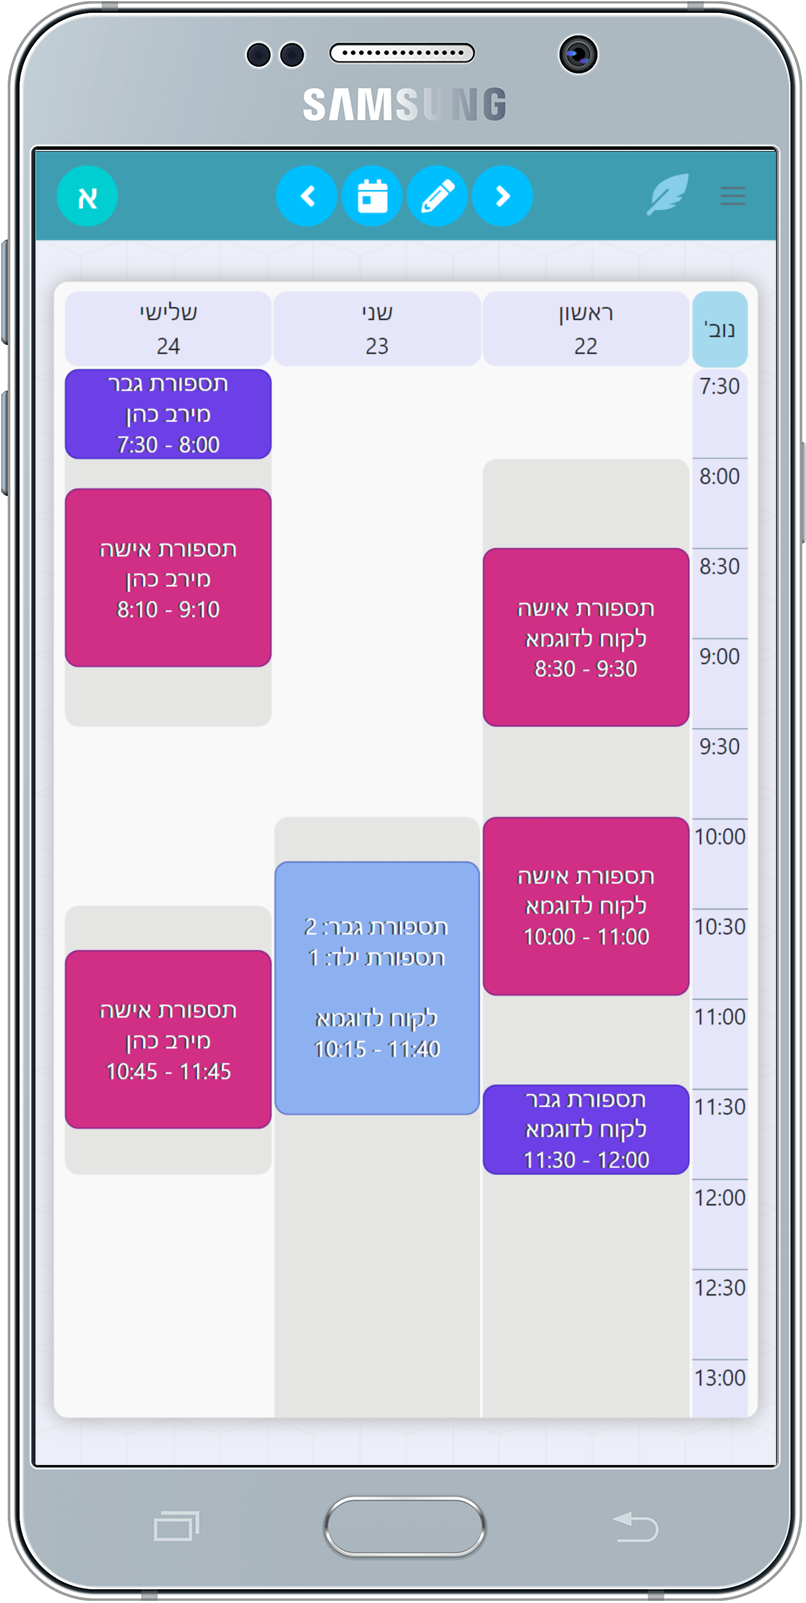 SAMSUNG
א
נוב'
ראשון
22
שני
23
שלישי
24
7:30
8:00
8:30
9:00
9:30
10:00
10:30
11:00
11:30
12:00
12:30
13:00
תספורת אישה
לקוח לדוגמא
8:30 - 9:30
תספורת אישה
לקוח לדוגמא
10:00 - 11:00
תספורת גבר
לקוח לדוגמא
11:30 - 12:00
תספורת גבר: 2
תספורת ילד: 1
לקוח לדוגמא
10:15 - 11:40
תספורת גבר
מירב כהן
7:30 - 8:00
תספורת אישה
מירב כהן
8:10 - 9:10
תספורת אישה
מירב כהן
10:45 - 11:45